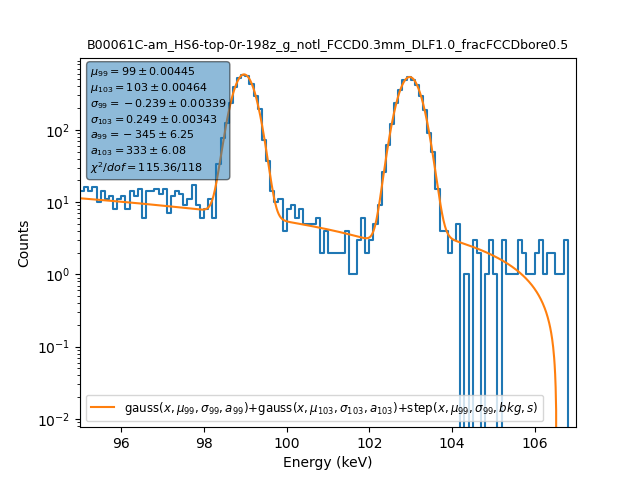 B00061C-am_HS6-top-0r-198z_g_notl_FCCD0.3mm_DLF1.0_fracFCCDbore0.5
μ₉₉ = 99 ± 0.00445
μ₁₀₃ = 103 ± 0.00464
σ₉₉ = −0.239 ± 0.00339
σ₁₀₃ = 0.249 ± 0.00343
a₉₉ = −345 ± 6.25
a₁₀₃ = 333 ± 6.08
χ²/dof = 115.36/118
10²
10¹
10⁰
10⁻¹
10⁻²
Counts
gauss(x, μ₉₉, σ₉₉, a₉₉)+gauss(x, μ₁₀₃, σ₁₀₃, a₁₀₃)+step(x, μ₉₉, σ₉₉, bkg, s)
96 98 100 102 104 106
Energy (keV)